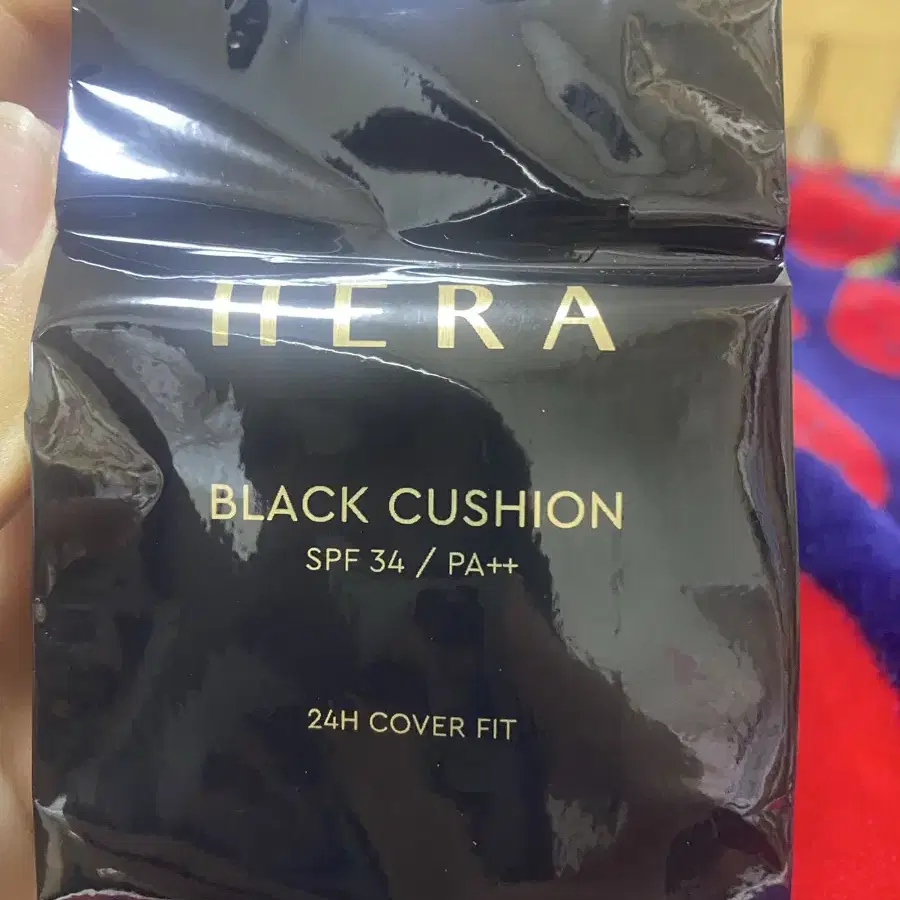 HERA
BLACK CUSHION
SPF 34 / PA++
24H COVER FIT